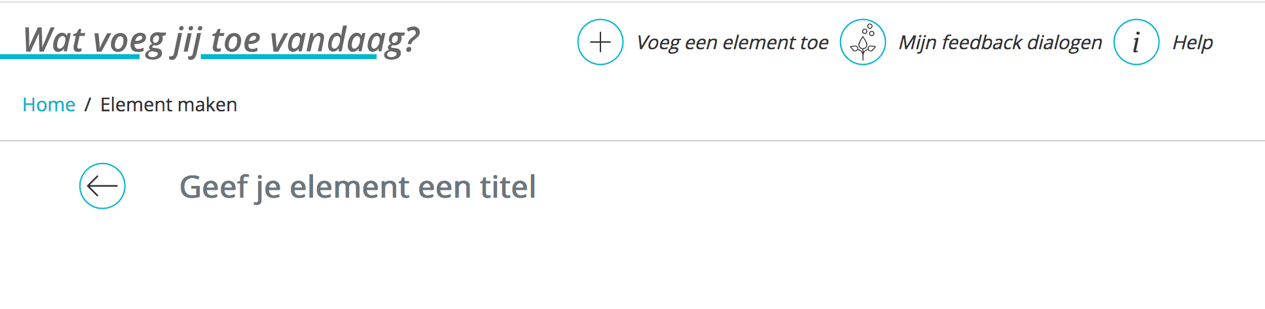 Wat voeg jij toe vandaag?
Voeg een element toe
Mijn feedback dialogen
i
Help
Home / Element maken
Geef je element een titel